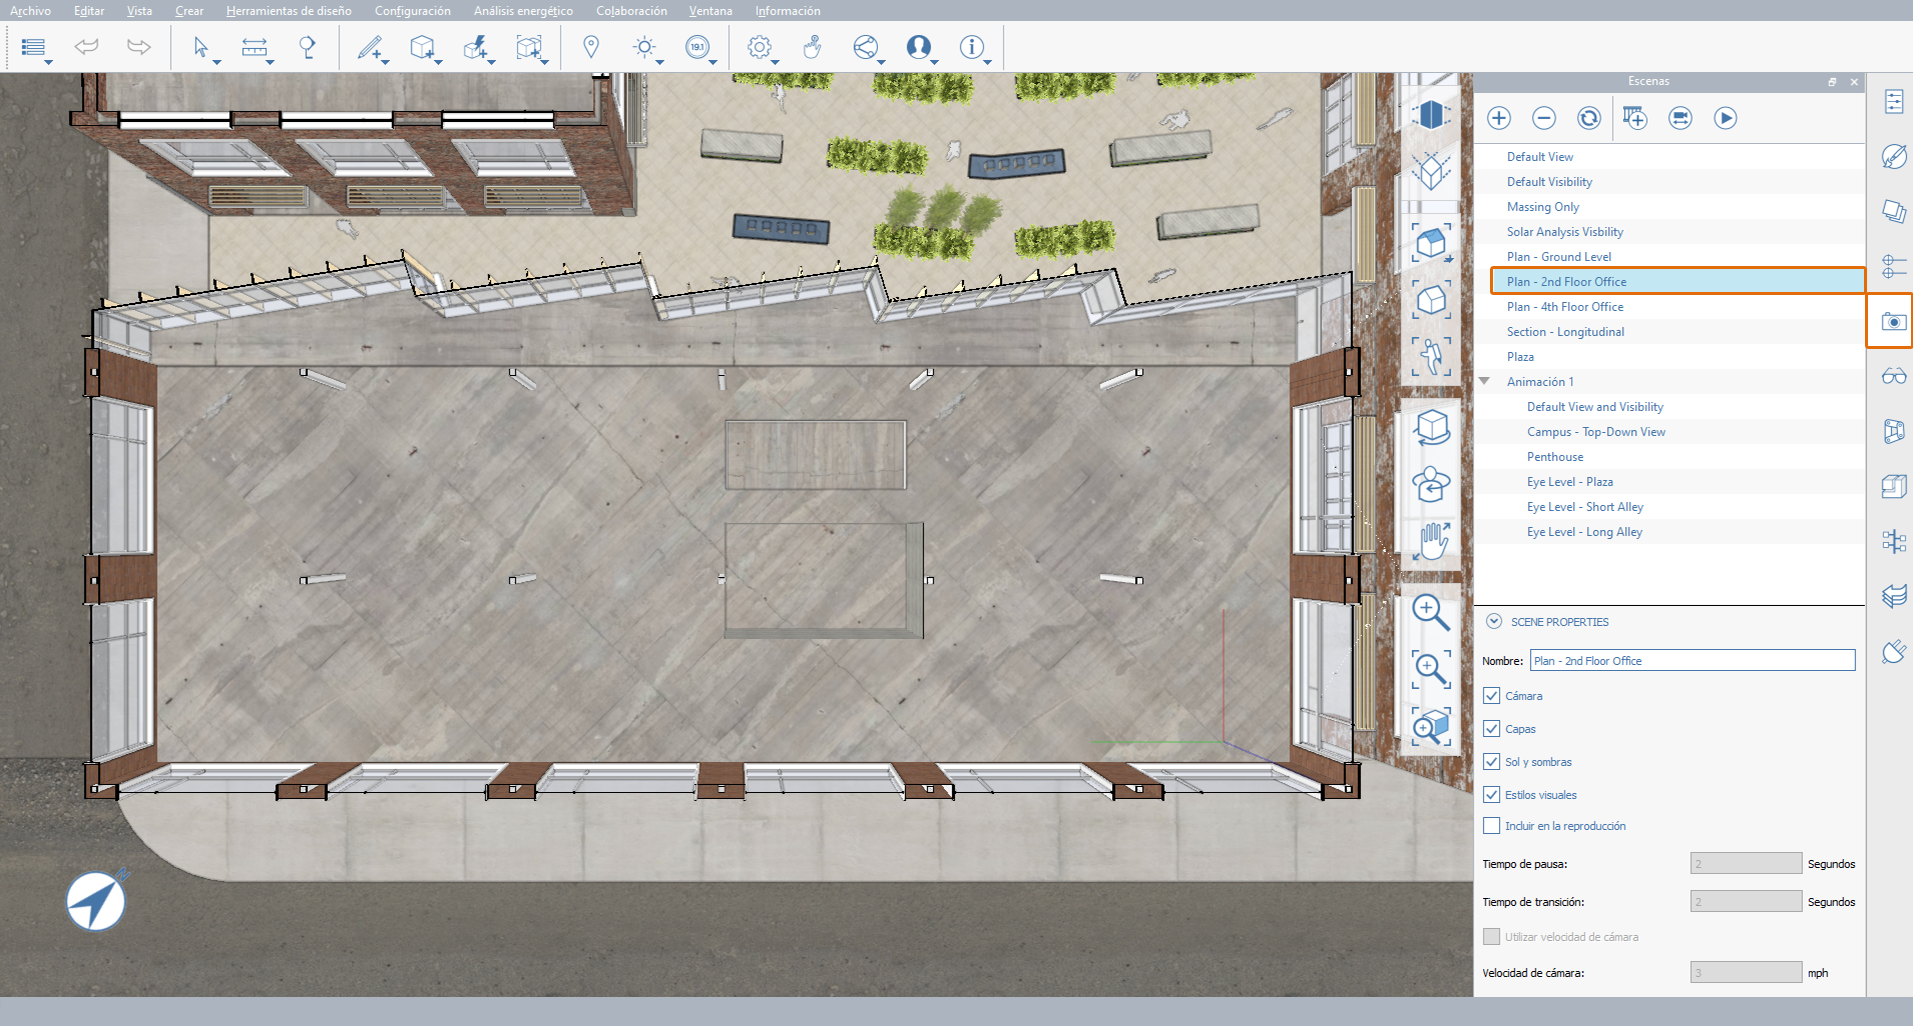 Archivo Editar Vista Crear Herramientas de diseño Configuración Análisis energético Colaboración Ventana Información
19.1
Escenas
Default View
Default Visibility
Massing Only
Solar Analysis Visbility
Plan - Ground Level
Plan - 2nd Floor Office
Plan - 4th Floor Office
Section - Longitudinal
Plaza
Animación 1
Default View and Visibility
Campus - Top-Down View
Penthouse
Eye Level - Plaza
Eye Level - Short Alley
Eye Level - Long Alley
SCENE PROPERTIES
Nombre: Plan - 2nd Floor Office
Cámara
Capas
Sol y sombras
Estilos visuales
Incluir en la reproducción
Tiempo de pausa: 2 Segundos
Tiempo de transición: 2 Segundos
Utilizar velocidad de cámara
Velocidad de cámara: 3 mph
N